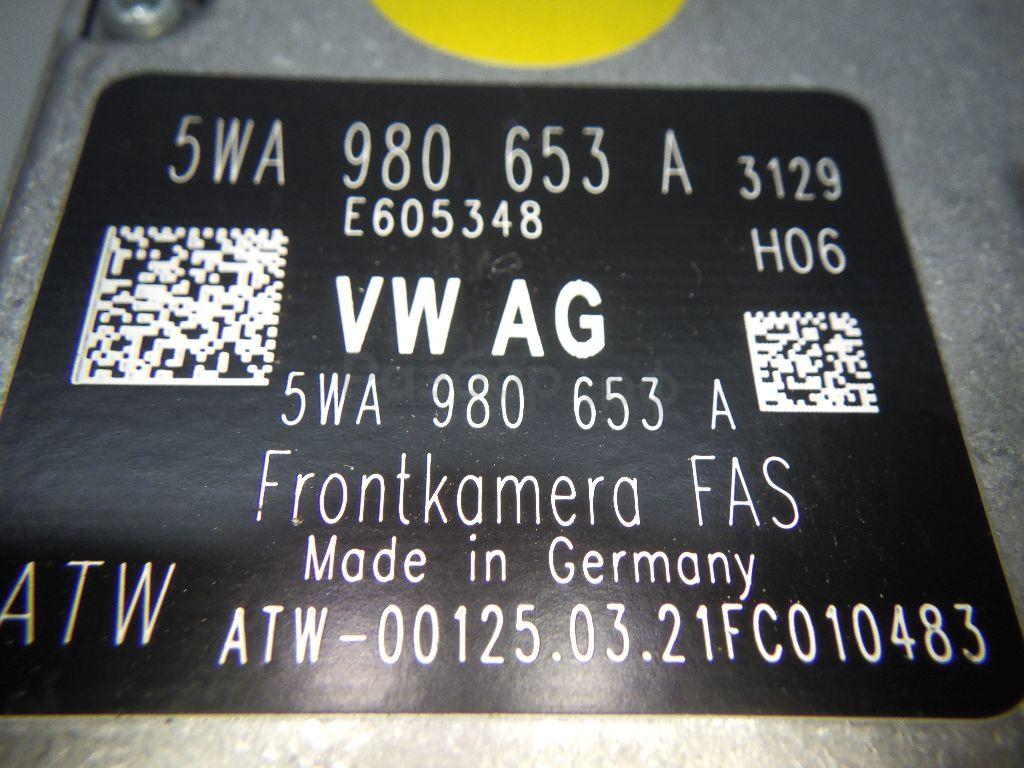 5WA 980 653 A 3129
E605348
H06
VW AG
5WA 980 653 A
Frontkamera FAS
Made in Germany
ATW
ATW-00125.03.21FC010483